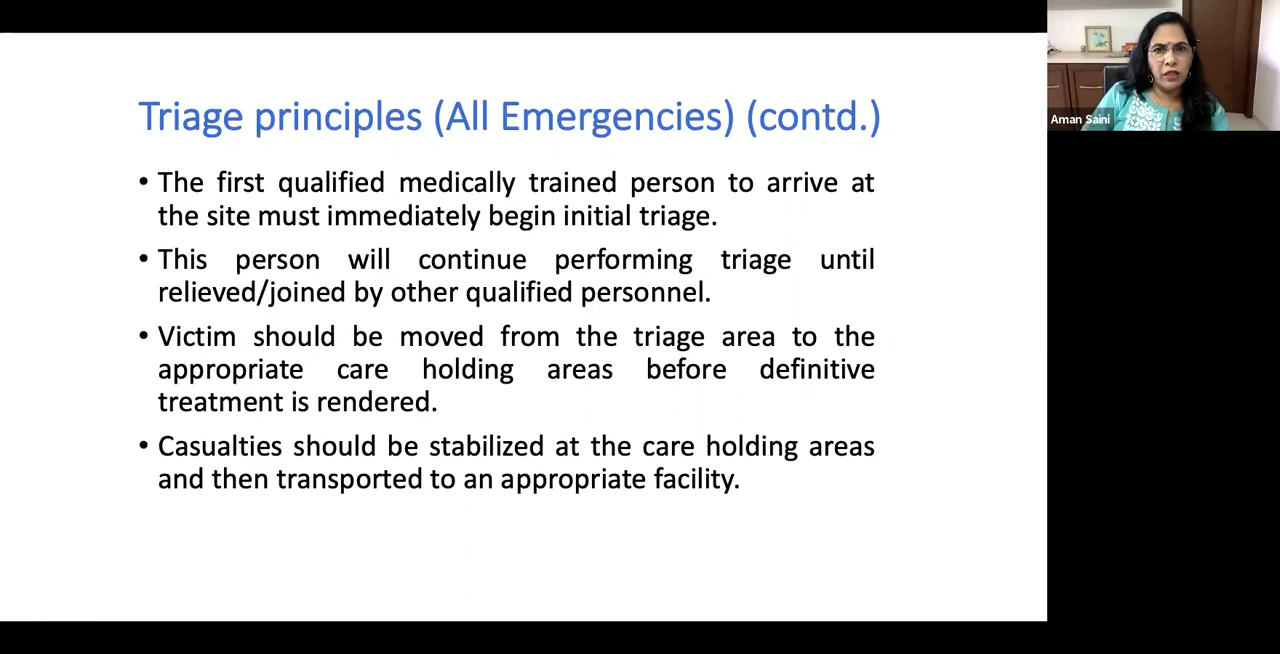 Triage principles (All Emergencies) (contd.)
• The first qualified medically trained person to arrive at
the site must immediately begin initial triage.
• This person will continue performing triage until
relieved/joined by other qualified personnel.
• Victim should be moved from the triage area to the
appropriate care holding areas before definitive
treatment is rendered.
• Casualties should be stabilized at the care holding areas
and then transported to an appropriate facility.
Aman Saini